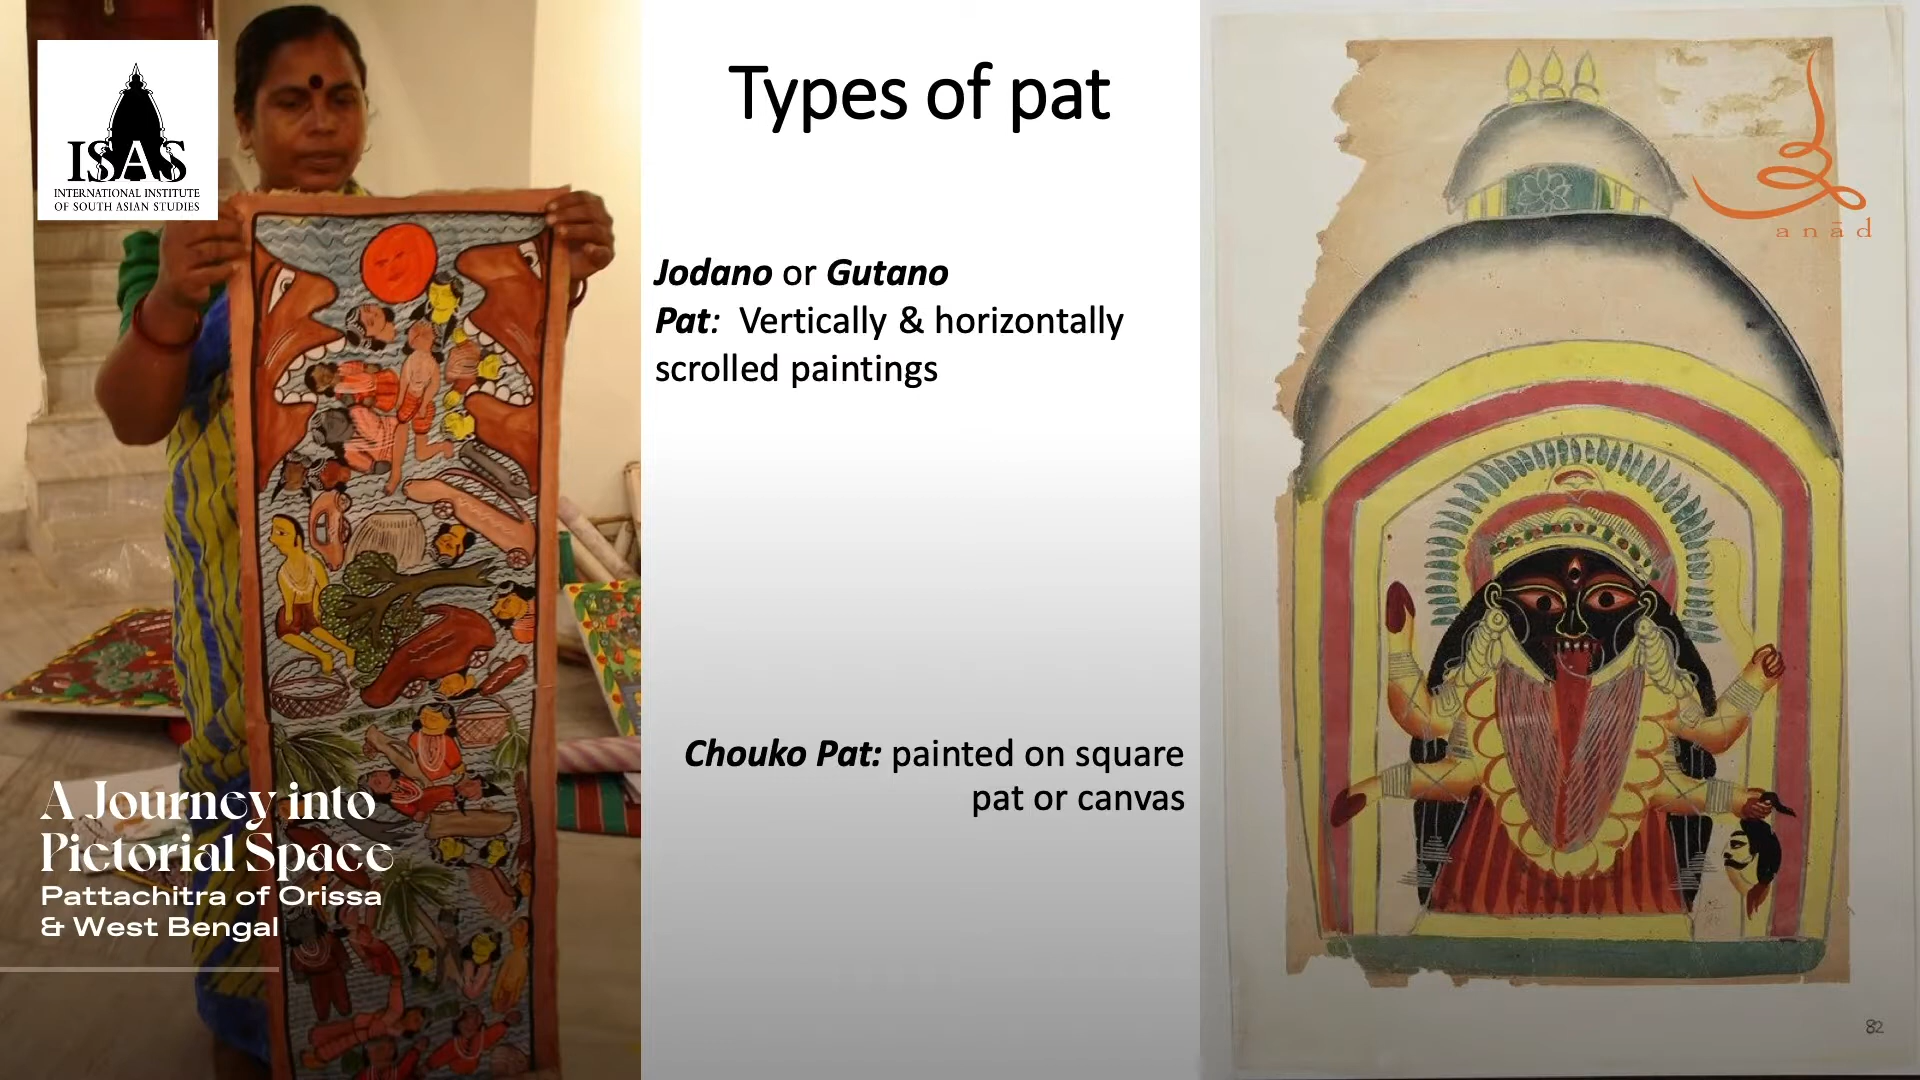 ISAS
INTERNATIONAL INSTITUTE
OF SOUTH ASIAN STUDIES
Types of pat
anād
Jodano or Gutano
Pat: Vertically & horizontally
scrolled paintings
Chouko Pat: painted on square
pat or canvas
A Journey into
Pictorial Space
Pattachitra of Orissa
& West Bengal
82